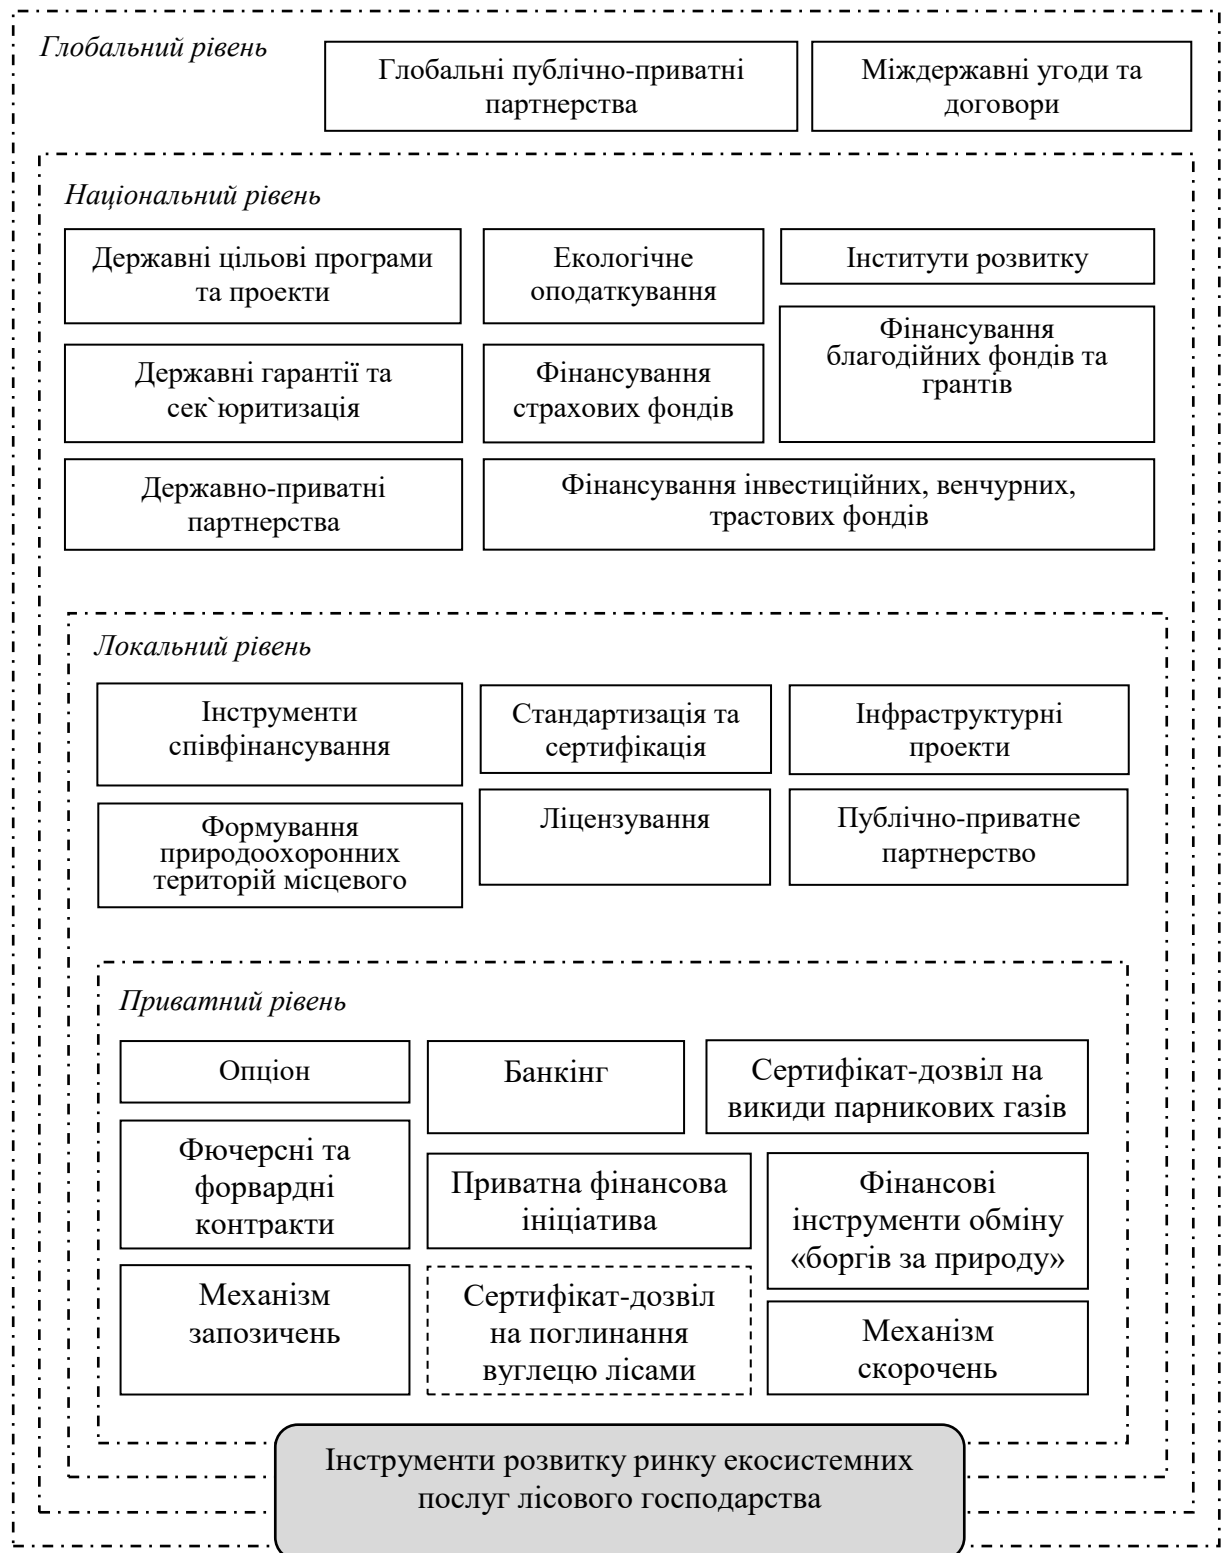 Глобальний рівень
Глобальні публічно-приватні
партнерства
Міждержавні угоди та
договори
Національний рівень
Державні цільові програми
та проекти
Екологічне
оподаткування
Інститути розвитку
Державні гарантії та
сек`юритизація
Фінансування
страхових фондів
Фінансування
благодійних фондів та
грантів
Державно-приватні
партнерства
Фінансування інвестиційних, венчурних,
трастових фондів
Локальний рівень
Інструменти
співфінансування
Стандартизація та
сертифікація
Інфраструктурні
проекти
Формування
природоохоронних
територій місцевого
Ліцензування
Публічно-приватне
партнерство
Приватний рівень
Опціон
Банкінг
Сертифікат-дозвіл на
викиди парникових газів
Фючерсні та
форвардні
контракти
Приватна фінансова
ініціатива
Фінансові
інструменти обміну
«боргів за природу»
Механізм
запозичень
Сертифікат-дозвіл
на поглинання
вуглецю лісами
Механізм
скорочень
Інструменти розвитку ринку екосистемних
послуг лісового господарства